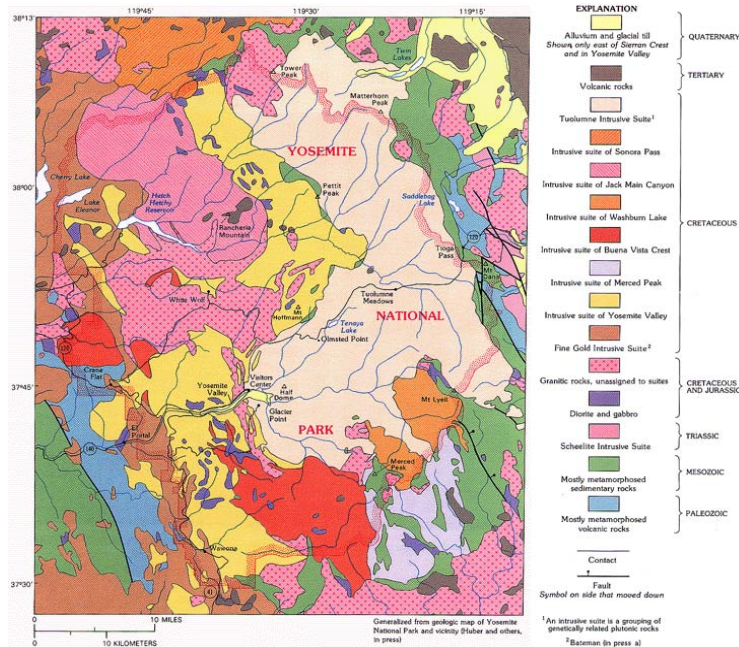 119°45'
119°30'
119°15'
38°13'
Twin
Lakes
Tower
Peak
Matterhorn
Peak
YOSEMITE
38°00'
Cherry Lake
Lake
Eleanor
Hetch
Hetchy
Reservoir
Pettit
Peak
Saddlebag
Lake
Rancheria
Mountain
120
Tioga
Pass
Mt
Dana
White Wolf
Tuolumne
Meadows
Mt
Hoffmann
NATIONAL
Tenaya
Lake
Olmsted Point
120
Crane
Flat
37°45'
Yosemite
Valley
Visitors
Center
Half
Dome
Glacier
Point
Mt Lyell
El
Portal
PARK
140
Merced
Peak
Wawona
37°30'
41
0 10 MILES
0 10 KILOMETERS
Generalized from geologic map of Yosemite
National Park and vicinity (Huber and others,
in press)
EXPLANATION
Alluvium and glacial till
Shown only east of Sierran Crest
and in Yosemite Valley
QUATERNARY
Volcanic rocks
TERTIARY
Tuolumne Intrusive Suite¹
Intrusive suite of Sonora Pass
Intrusive suite of Jack Main Canyon
Intrusive suite of Washburn Lake
CRETACEOUS
Intrusive suite of Buena Vista Crest
Intrusive suite of Merced Peak
Intrusive suite of Yosemite Valley
Fine Gold Intrusive Suite²
Granitic rocks, unassigned to suites
CRETACEOUS
AND JURASSIC
Diorite and gabbro
Scheelite Intrusive Suite
TRIASSIC
Mostly metamorphosed
sedimentary rocks
MESOZOIC
Mostly metamorphosed
volcanic rocks
PALEOZOIC
Contact
Fault
Symbol on side that moved down
¹An intrusive suite is a grouping of
genetically related plutonic rocks
²Bateman (in press a)